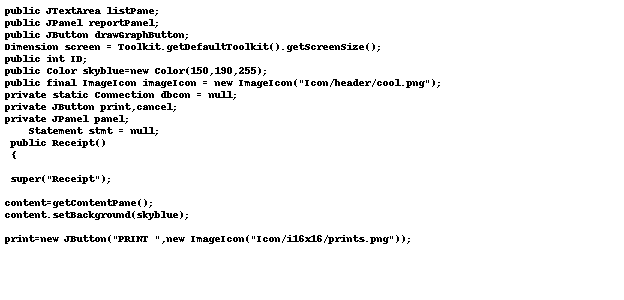 public JTextArea listPane;
public JPanel reportPanel;
public JButton drawGraphButton;
Dimension screen = Toolkit.getDefaultToolkit().getScreenSize();
public int ID;
public Color skyblue=new Color(150,190,255);
public final ImageIcon imageIcon = new ImageIcon("Icon/header/cool.png");
private static Connection dbcon = null;
private JButton print,cancel;
private JPanel panel;
Statement stmt = null;
public Receipt()
{
super("Receipt");
content=getContentPane();
content.setBackground(skyblue);
print=new JButton("PRINT ",new ImageIcon("Icon/i16x16/prints.png"));